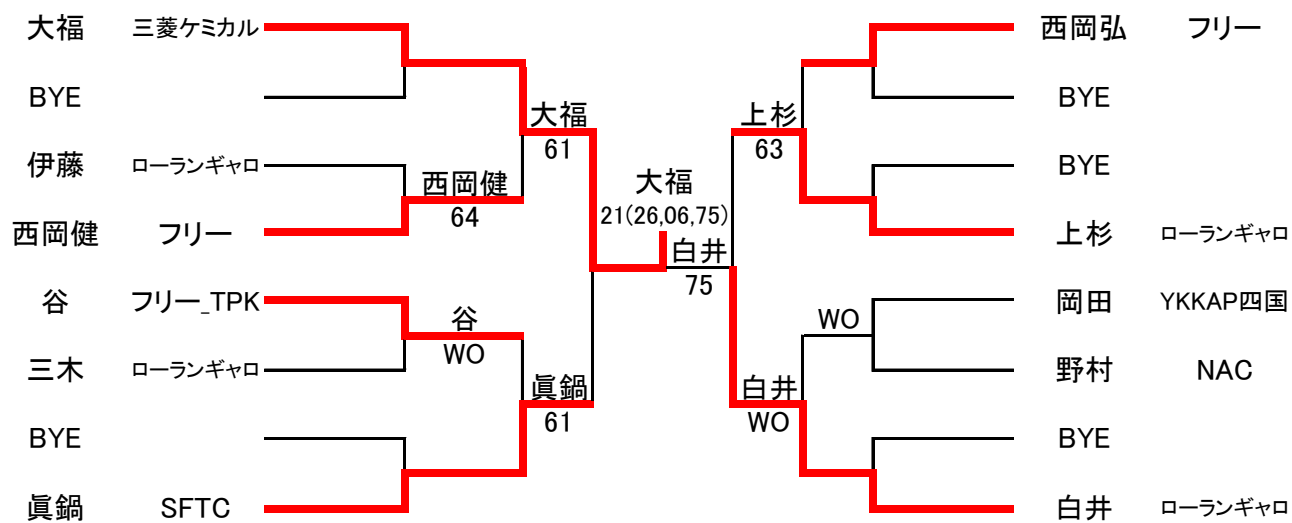 大福 三菱ケミカル
BYE
伊藤 ローランギャロ
西岡健 フリー
谷 フリー_TPK
三木 ローランギャロ
BYE
眞鍋 SFTC
西岡健
64
谷
WO
大福
61
眞鍋
61
大福
21(26,06,75)
白井
75
上杉
63
白井
WO
WO
西岡弘 フリー
BYE
BYE
上杉 ローランギャロ
岡田 YKKAP四国
野村 NAC
BYE
白井 ローランギャロ